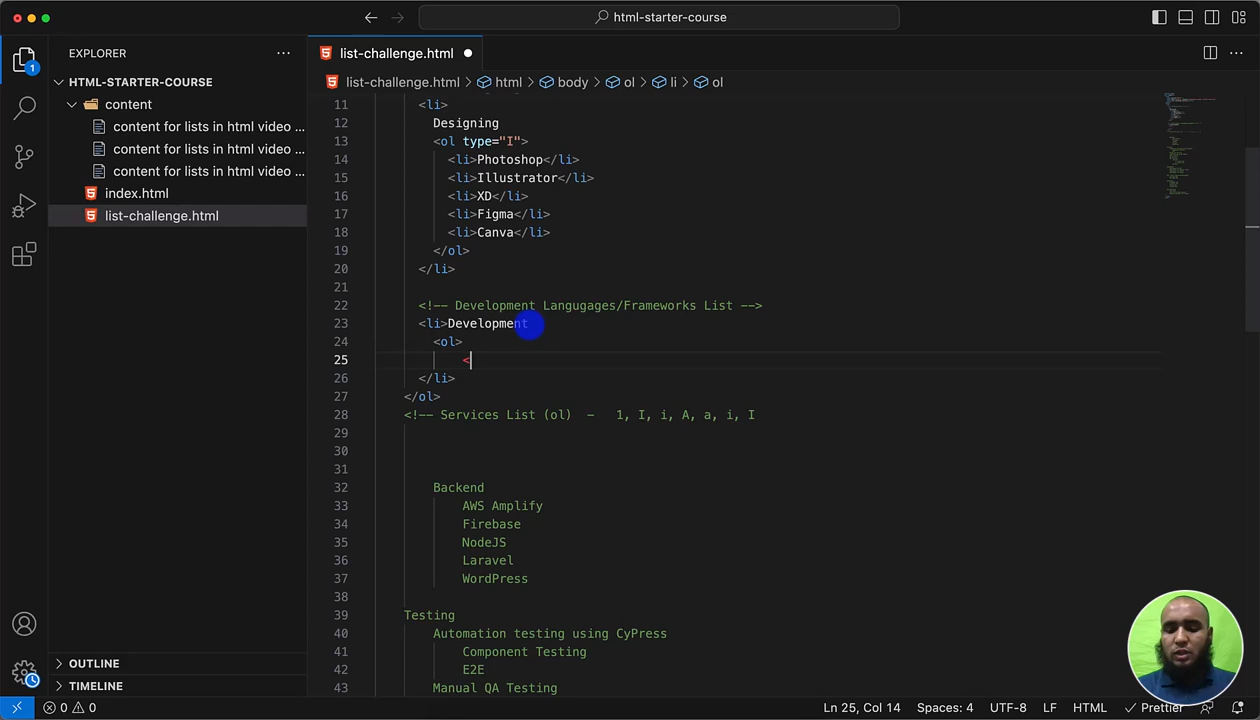 html-starter-course
EXPLORER
HTML-STARTER-COURSE
content
content for lists in html video ...
content for lists in html video ...
content for lists in html video ...
index.html
list-challenge.html
OUTLINE
TIMELINE
1
list-challenge.html
list-challenge.html > html > body > ol > li > ol
11 <li>
12 Designing
13 <ol type="I">
14 <li>Photoshop</li>
15 <li>Illustrator</li>
16 <li>XD</li>
17 <li>Figma</li>
18 <li>Canva</li>
19 </ol>
20 </li>
21
22 <!-- Development Langugages/Frameworks List -->
23 <li>Development
24 <ol>
25 <
26 </li>
27 </ol>
28 <!-- Services List (ol) – 1, I, i, A, a, i, I
29
30
31
32 Backend
33 AWS Amplify
34 Firebase
35 NodeJS
36 Laravel
37 WordPress
38
39 Testing
40 Automation testing using CyPress
41 Component Testing
42 E2E
43 Manual QA Testing
0 0 Ln 25, Col 14 Spaces: 4 UTF-8 LF HTML Prettier